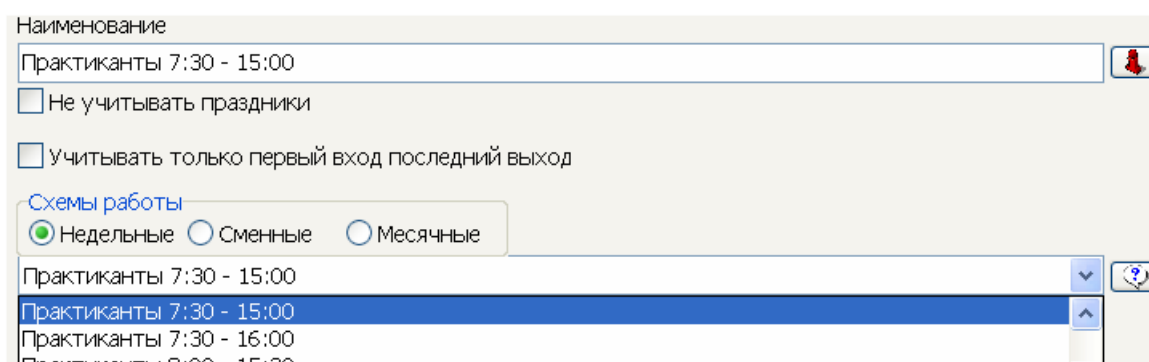 Наименование
Практиканты 7:30 - 15:00
Не учитывать праздники
Учитывать только первый вход последний выход
Схемы работы
Недельные Сменные Месячные
Практиканты 7:30 - 15:00
Практиканты 7:30 - 15:00
Практиканты 7:30 - 16:00